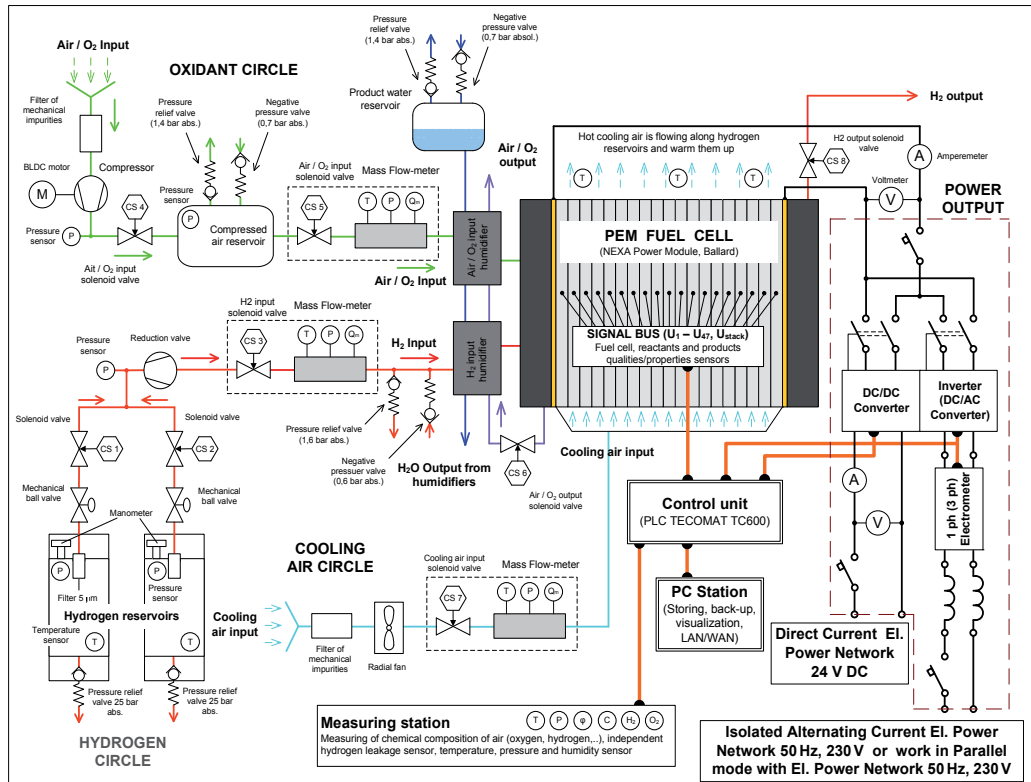 Air / O₂ Input
OXIDANT CIRCLE
Filter of
mechanical
impurities
BLDC motor
M
Compressor
Pressure
sensor
P
CS 4
Ait / O₂ input
solenoid valve
Pressure
relief valve
(1,4 bar abs.)
Negative
pressure valve
(0,7 bar abs.)
Pressure
sensor
P
Compressed
air reservoir
Air / O₂ input
solenoid valve
CS 5
Mass Flow-meter
T
P
Qm
Air / O₂ Input
Pressure
relief valve
(1,4 bar abs.)
Negative
pressure valve
(0,7 bar absol.)
Product water
reservoir
Air / O₂
output
Air / O₂ input
humidifier
H₂ input
humidifier
Hot cooling air is flowing along hydrogen
reservoirs and warm them up
T
T
T
PEM FUEL CELL
(NEXA Power Module, Ballard)
SIGNAL BUS (U₁ – U₄₇, Ustack)
Fuel cell, reactants and products
qualities/properties sensors
Cooling air input
H₂ output
H2 output solenoid
valve
CS 8
A
Amperemeter
Voltmeter
V
POWER
OUTPUT
DC/DC
Converter
Inverter
(DC/AC
Converter)
A
V
1 ph (3 ph)
Electrometer
Direct Current El.
Power Network
24 V DC
Isolated Alternating Current El. Power
Network 50 Hz, 230 V or work in Parallel
mode with El. Power Network 50 Hz, 230 V
Pressure
sensor
P
Reduction valve
H2 input
solenoid valve
CS 3
Mass Flow-meter
T
P
Qm
H₂ Input
Pressure relief valve
(1,6 bar abs.)
Negative
pressuer valve
(0,6 bar abs.)
H₂O Output from
humidifiers
CS 6
Air / O₂ output
solenoid valve
Solenoid valve
Solenoid valve
CS 1
CS 2
Mechanical
ball valve
Mechanical
ball valve
Manometer
P
P
Filter 5 μm
Pressure
sensor
Hydrogen reservoirs
Temperature
sensor
T
T
Pressure relief
valve 25 bar
abs.
Pressure relief
valve 25 bar
abs.
HYDROGEN
CIRCLE
COOLING
AIR CIRCLE
Cooling
air input
Filter of
mechanical
impurities
Radial fan
Cooling air input
solenoid valve
CS 7
Mass Flow-meter
T
P
Qm
Control unit
(PLC TECOMAT TC600)
PC Station
(Storing, back-up,
visualization,
LAN/WAN)
Measuring station
T
P
φ
C
H₂
O₂
Measuring of chemical composition of air (oxygen, hydrogen,..), independent
hydrogen leakage sensor, temperature, pressure and humidity sensor